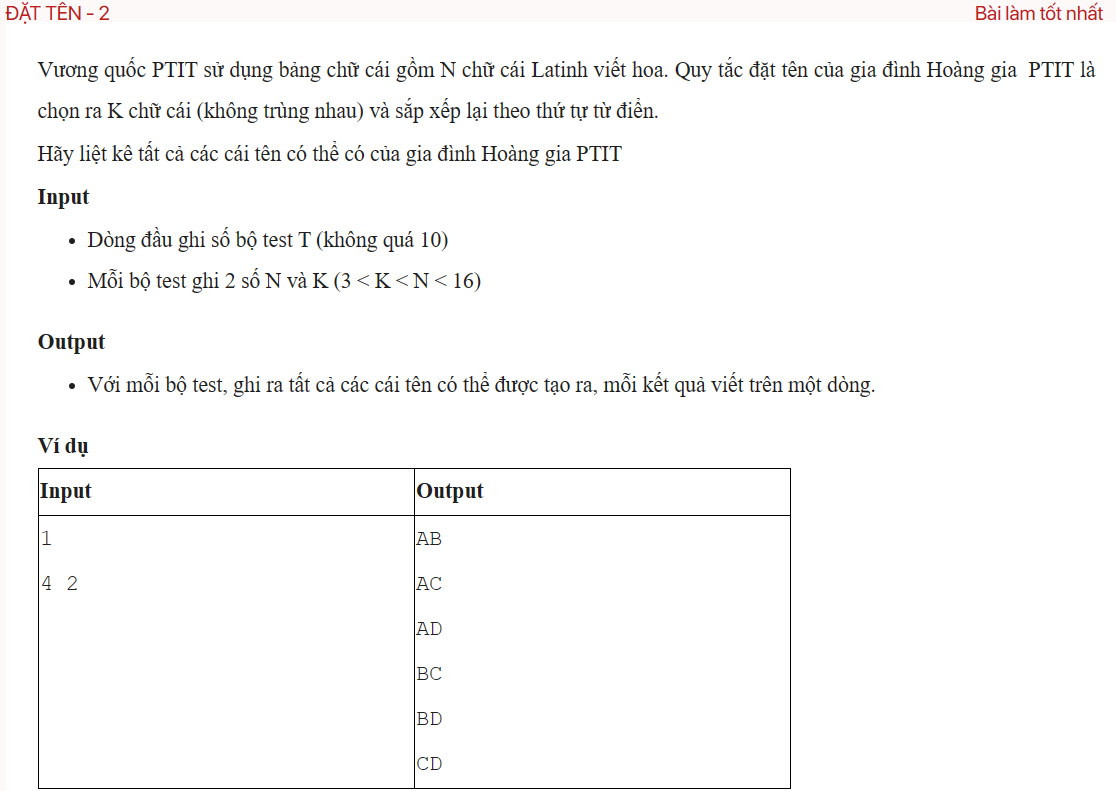 ĐẶT TÊN - 2 Bài làm tốt nhất
Vương quốc PTIT sử dụng bảng chữ cái gồm N chữ cái Latinh viết hoa. Quy tắc đặt tên của gia đình Hoàng gia PTIT là
chọn ra K chữ cái (không trùng nhau) và sắp xếp lại theo thứ tự từ điển.
Hãy liệt kê tất cả các cái tên có thể có của gia đình Hoàng gia PTIT
Input
• Dòng đầu ghi số bộ test T (không quá 10)
• Mỗi bộ test ghi 2 số N và K (3 < K < N < 16)
Output
• Với mỗi bộ test, ghi ra tất cả các cái tên có thể được tạo ra, mỗi kết quả viết trên một dòng.
Ví dụ
Input Output
1 AB
4 2 AC
AD
BC
BD
CD